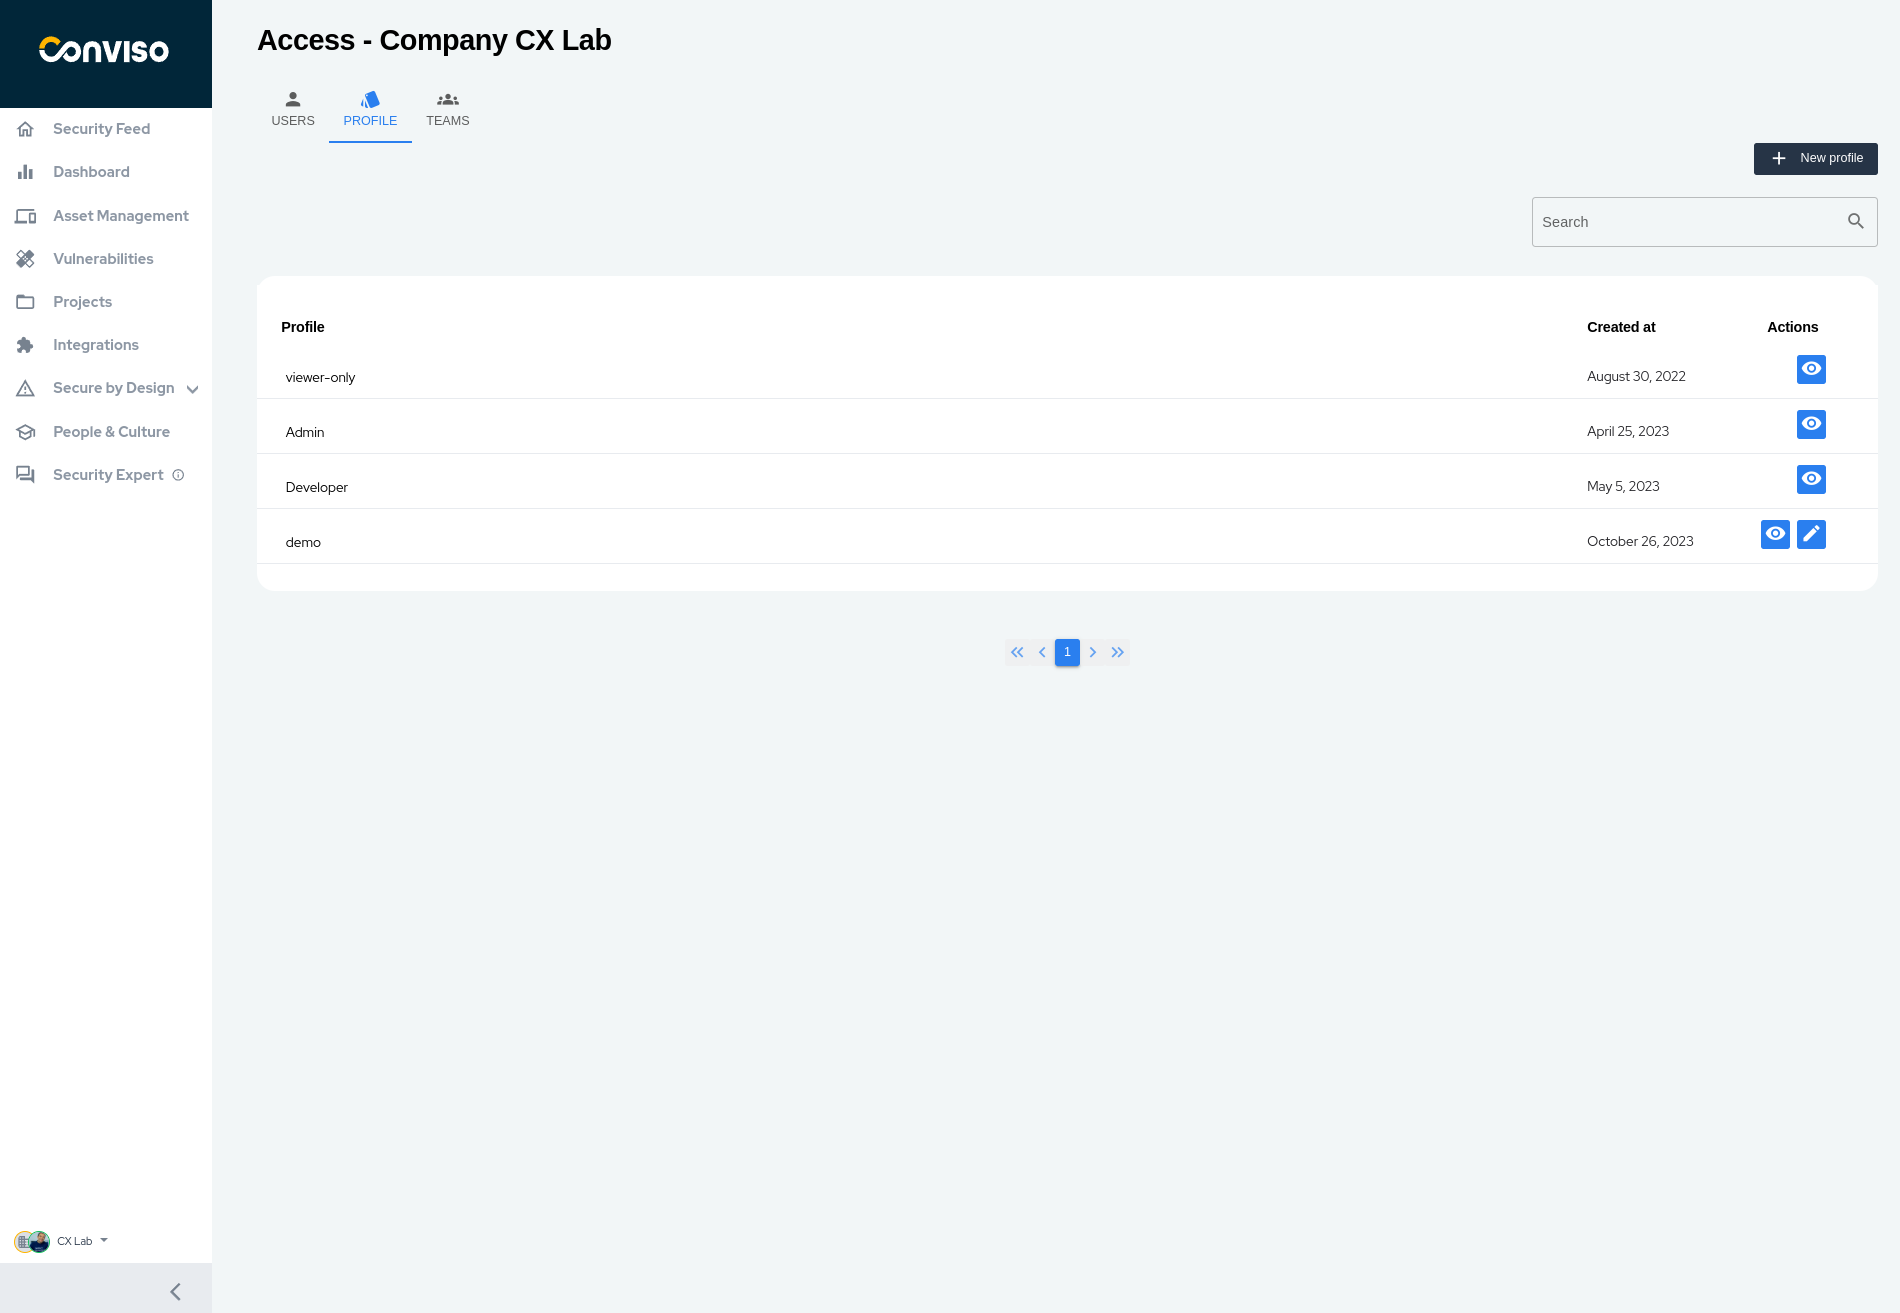 Conviso
Access - Company CX Lab
USERS
PROFILE
TEAMS
New profile
Search
Security Feed
Dashboard
Asset Management
Vulnerabilities
Projects
Integrations
Secure by Design
People & Culture
Security Expert
Profile Created at Actions
viewer-only August 30, 2022
Admin April 25, 2023
Developer May 5, 2023
demo October 26, 2023
1
CX Lab